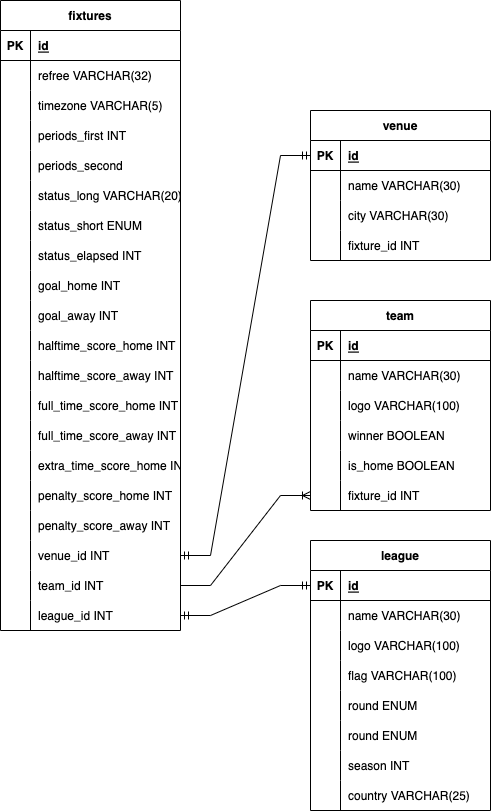 fixtures
PK id
refree VARCHAR(32)
timezone VARCHAR(5)
periods_first INT
periods_second
status_long VARCHAR(20)
status_short ENUM
status_elapsed INT
goal_home INT
goal_away INT
halftime_score_home INT
halftime_score_away INT
full_time_score_home INT
full_time_score_away INT
extra_time_score_home IN
penalty_score_home INT
penalty_score_away INT
venue_id INT
team_id INT
league_id INT
venue
PK id
name VARCHAR(30)
city VARCHAR(30)
fixture_id INT
team
PK id
name VARCHAR(30)
logo VARCHAR(100)
winner BOOLEAN
is_home BOOLEAN
fixture_id INT
league
PK id
name VARCHAR(30)
logo VARCHAR(100)
flag VARCHAR(100)
round ENUM
round ENUM
season INT
country VARCHAR(25)